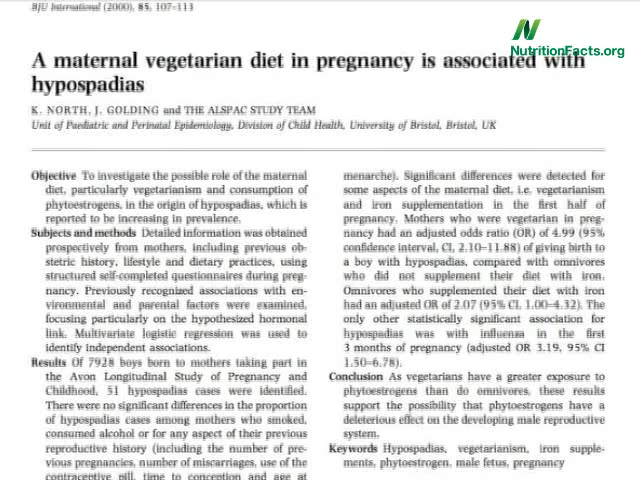 BJU International (2000), 85, 107–113
NutritionFacts.org
A maternal vegetarian diet in pregnancy is associated with
hypospadias
K. NORTH, J. GOLDING and THE ALSPAC STUDY TEAM
Unit of Paediatric and Perinatal Epidemiology, Division of Child Health, University of Bristol, Bristol, UK
Objective To investigate the possible role of the maternal
diet, particularly vegetarianism and consumption of
phytoestrogens, in the origin of hypospadias, which is
reported to be increasing in prevalence.
Subjects and methods Detailed information was obtained
prospectively from mothers, including previous ob-
stetric history, lifestyle and dietary practices, using
structured self-completed questionnaires during preg-
nancy. Previously recognized associations with en-
vironmental and parental factors were examined,
focusing particularly on the hypothesized hormonal
link. Multivariate logistic regression was used to
identify independent associations.
Results Of 7928 boys born to mothers taking part in
the Avon Longitudinal Study of Pregnancy and
Childhood, 51 hypospadias cases were identified.
There were no significant differences in the proportion
of hypospadias cases among mothers who smoked,
consumed alcohol or for any aspect of their previous
reproductive history (including the number of pre-
vious pregnancies, number of miscarriages, use of the
contraceptive pill, time to conception and age at
menarche). Significant differences were detected for
some aspects of the maternal diet, i.e. vegetarianism
and iron supplementation in the first half of
pregnancy. Mothers who were vegetarian in preg-
nancy had an adjusted odds ratio (OR) of 4.99 (95%
confidence interval, CI, 2.10–11.88) of giving birth to
a boy with hypospadias, compared with omnivores
who did not supplement their diet with iron.
Omnivores who supplemented their diet with iron
had an adjusted OR of 2.07 (95% CI, 1.00–4.32). The
only other statistically significant association for
hypospadias was with influenza in the first
3 months of pregnancy (adjusted OR 3.19, 95% CI
1.50–6.78).
Conclusion As vegetarians have a greater exposure to
phytoestrogens than do omnivores, these results
support the possibility that phytoestrogens have a
deleterious effect on the developing male reproductive
system.
Keywords Hypospadias, vegetarianism, iron supple-
ments, phytoestrogen, male fetus, pregnancy